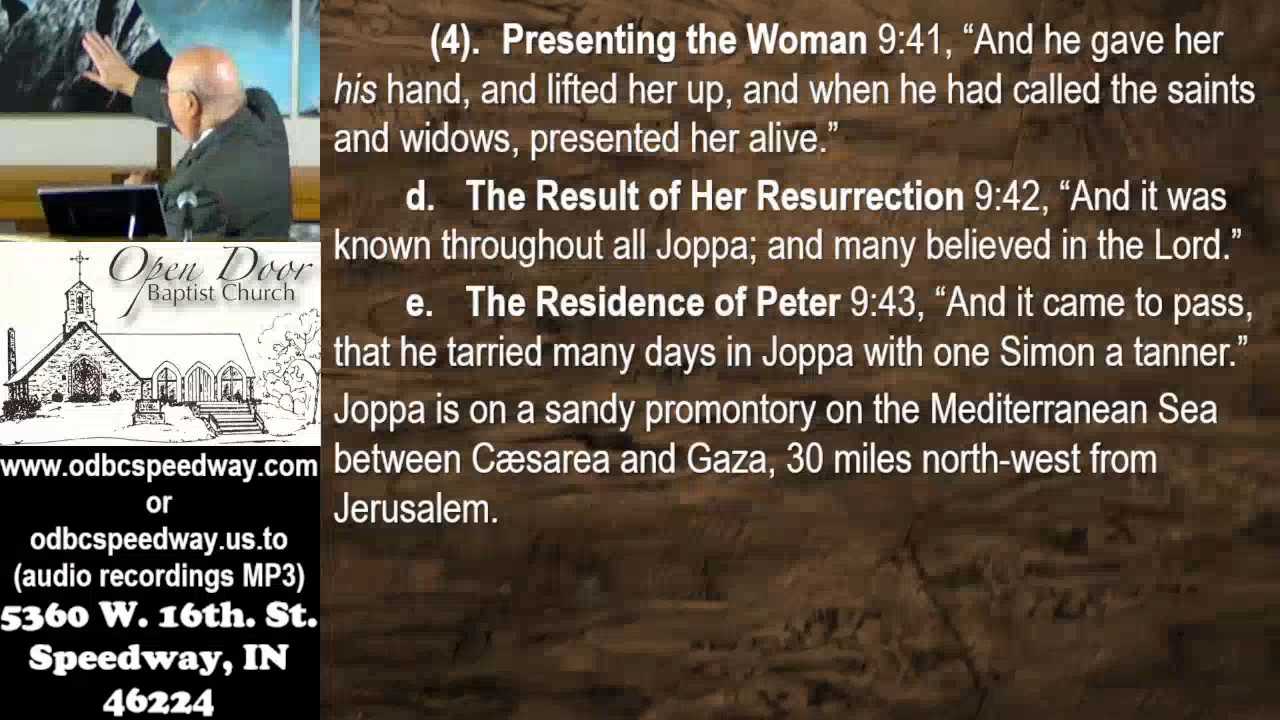 (4). Presenting the Woman 9:41, “And he gave her
his hand, and lifted her up, and when he had called the saints
and widows, presented her alive.”
d. The Result of Her Resurrection 9:42, “And it was
known throughout all Joppa; and many believed in the Lord.”
e. The Residence of Peter 9:43, “And it came to pass,
that he tarried many days in Joppa with one Simon a tanner.”
Joppa is on a sandy promontory on the Mediterranean Sea
between Cæsarea and Gaza, 30 miles north-west from
Jerusalem.
Open Door
Baptist Church
www.odbcspeedway.com
or
odbcspeedway.us.to
(audio recordings MP3)
5360 W. 16th. St.
Speedway, IN
46224